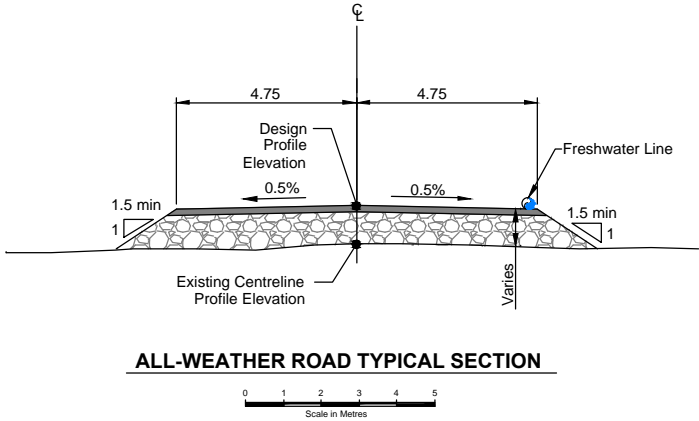 ℄
4.75 4.75
Design
Profile
Elevation
Freshwater Line
0.5% 0.5%
1.5 min
1
1.5 min
1
Existing Centreline
Profile Elevation
Varies
ALL-WEATHER ROAD TYPICAL SECTION
0 1 2 3 4 5
Scale in Metres